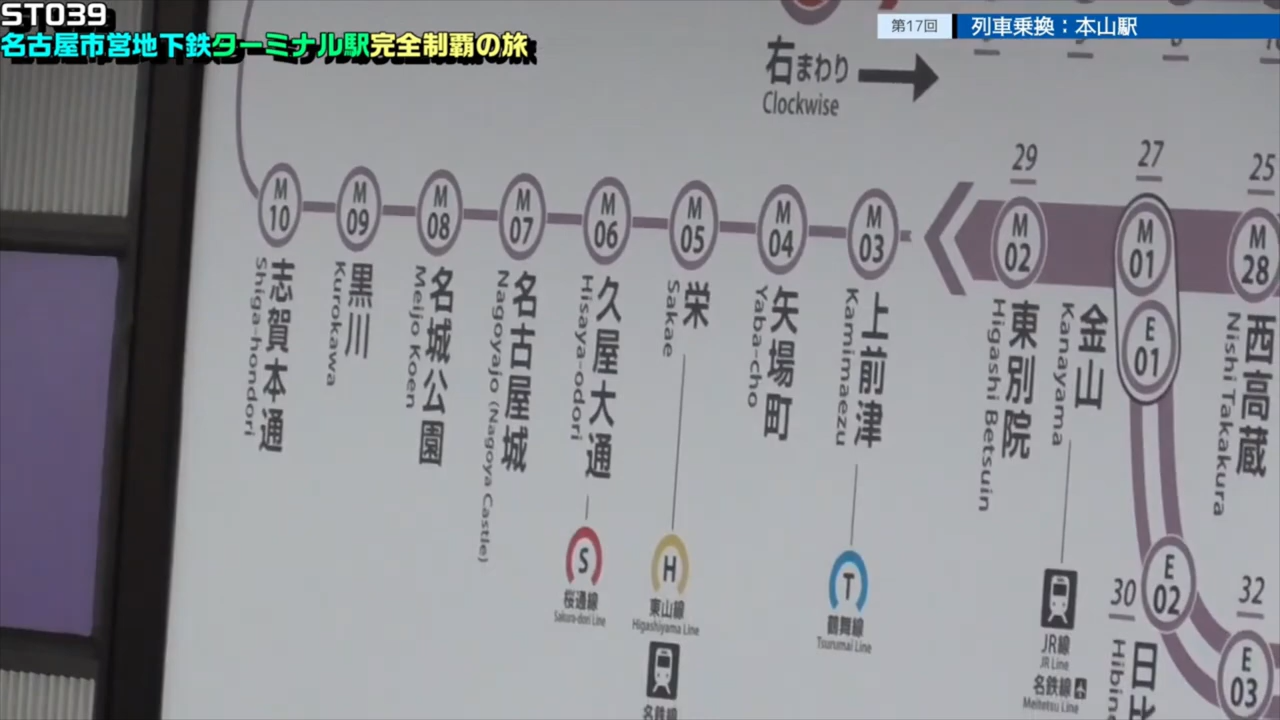 ST039
名古屋市営地下鉄ターミナル駅完全制覇の旅
第17回
列車乗換：本山駅
右まわり
Clockwise
29
27
25
M 10
M 09
M 08
M 07
M 06
M 05
M 04
M 03
M 02
M 01
M 28
E 01
志賀本通
Shiga-hondori
黒川
Kurokawa
名城公園
Meijo Koen
名古屋城
Nagoyajo (Nagoya Castle)
久屋大通
Hisaya-odori
栄
Sakae
矢場町
Yaba-cho
上前津
Kamimaezu
東別院
Higashi Betsuin
金山
Kanayama
西高蔵
Nishi Takakura
S
桜通線
Sakura-dori Line
H
東山線
Higashiyama Line
名鉄線
T
鶴舞線
Tsurumai Line
JR線
JR Line
名鉄線
Meitetsu Line
30
E 02
32
E 03
日比
Hibin